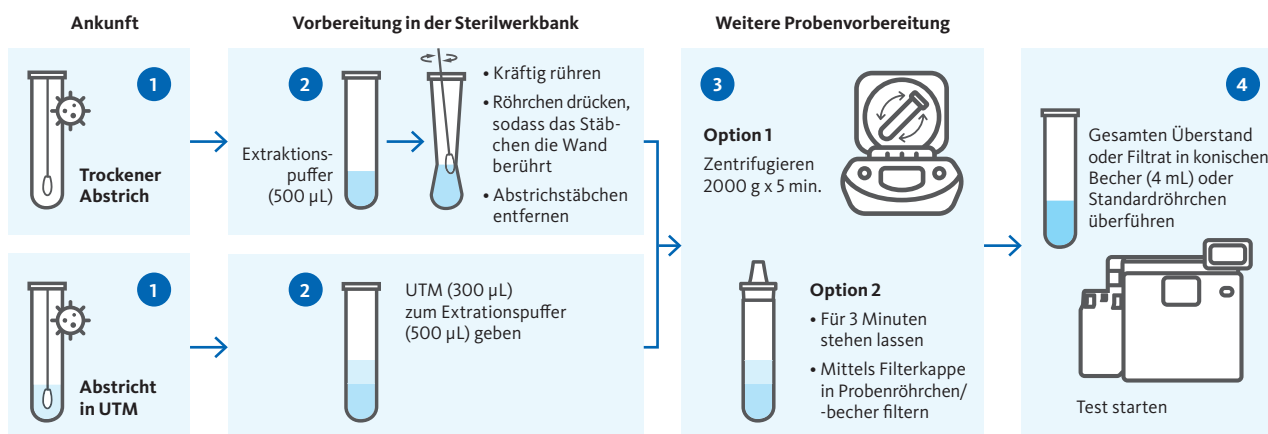 Ankunft
Vorbereitung in der Sterilwerkbank
Weitere Probenvorbereitung
1
Trockener
Abstrich
2
Extraktions-
puffer
(500 µL)
• Kräftig rühren
• Röhrchen drücken,
sodass das Stäb-
chen die Wand
berührt
• Abstrichstäbchen
entfernen
1
Abstricht
in UTM
2
UTM (300 µL)
zum Extrationspuffer
(500 µL) geben
3
Option 1
Zentrifugieren
2000 g x 5 min.
Option 2
• Für 3 Minuten
stehen lassen
• Mittels Filterkappe
in Probenröhrchen/
-becher filtern
4
Gesamten Überstand
oder Filtrat in konischen
Becher (4 mL) oder
Standardröhrchen
überführen
Test starten